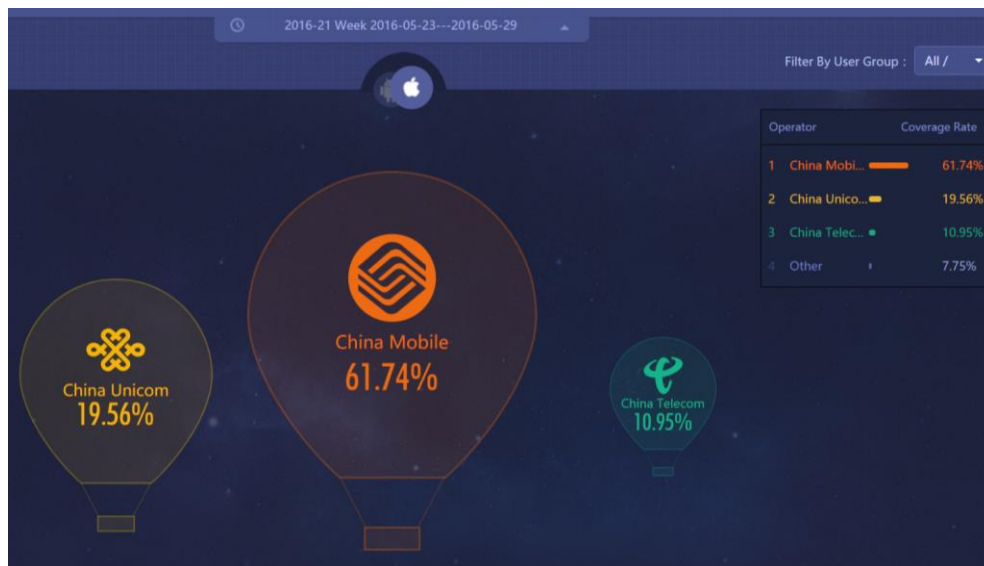 2016-21 Week 2016-05-23---2016-05-29
Filter By User Group : All /
Operator Coverage Rate
1 China Mobi... 61.74%
2 China Unico... 19.56%
3 China Telec... 10.95%
4 Other 7.75%
China Mobile
61.74%
China Unicom
19.56%
China Telecom
10.95%